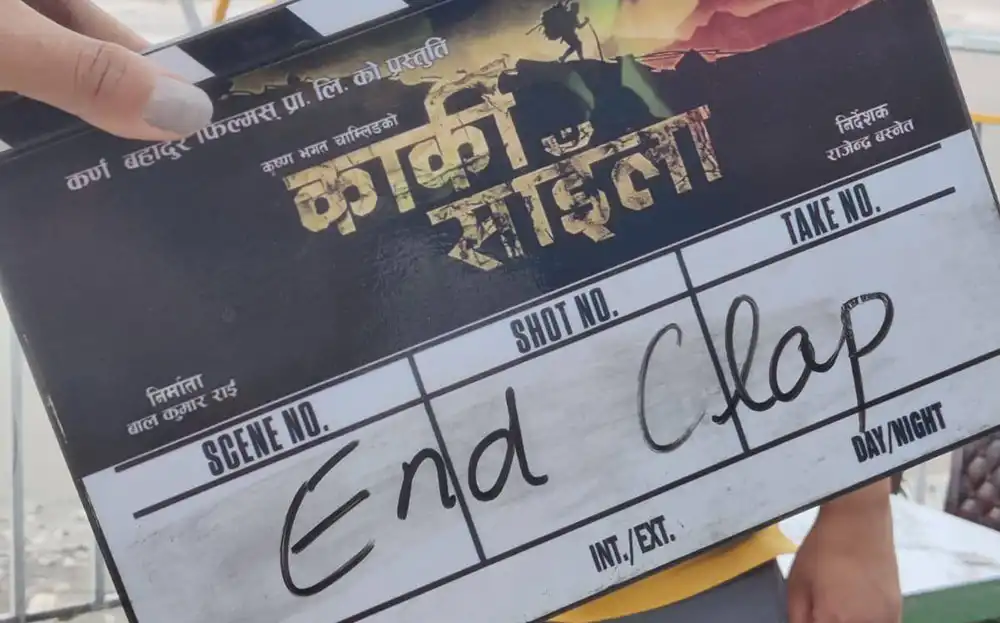 कर्ण बहादुर फिल्मस् प्रा. लि. को प्रस्तुति
कृष्ण भगत चाम्लिङको
कार्की
साइँला
निर्देशक
राजेन्द्र बस्नेत
निर्माता
बाल कुमार राई
SCENE NO.
SHOT NO.
TAKE NO.
End Clap
INT./EXT.
DAY/NIGHT